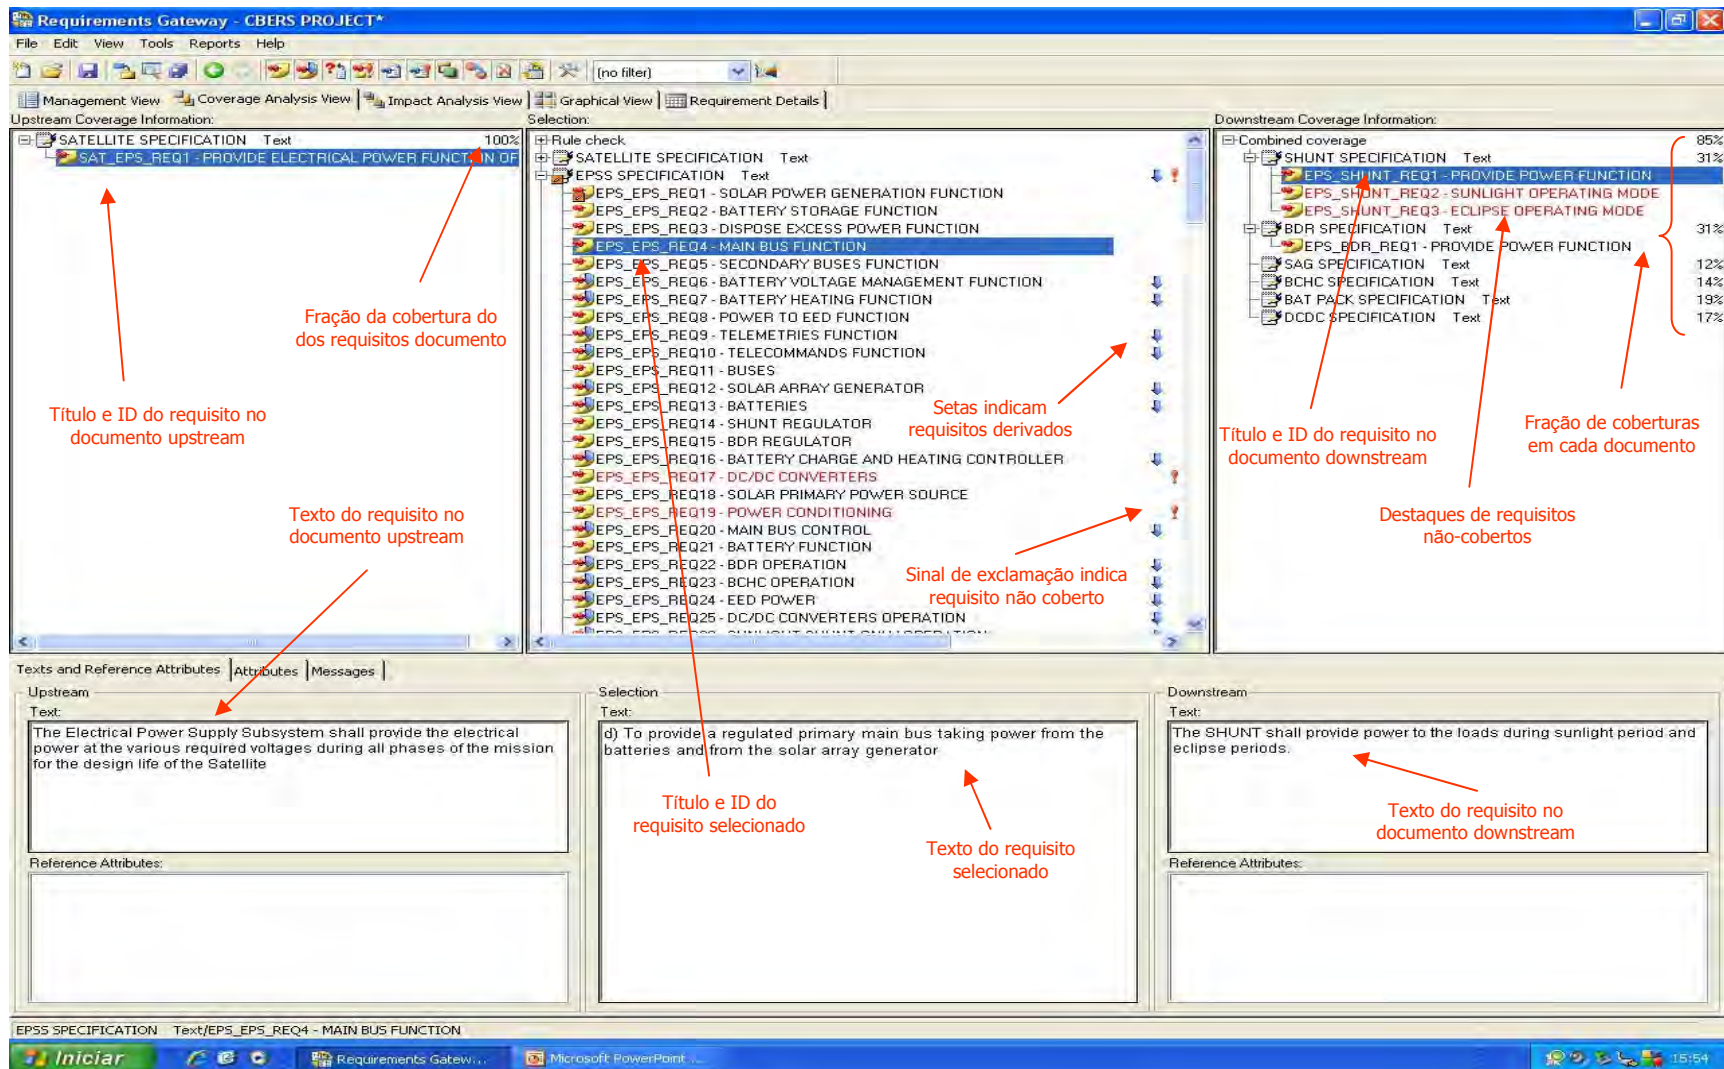 Requirements Gateway - CBERS PROJECT*
File Edit View Tools Reports Help
(no filter)
Management View Coverage Analysis View Impact Analysis View Graphical View Requirement Details
Upstream Coverage Information:
SATELLITE SPECIFICATION Text 100%
SAT_EPS_REQ1 - PROVIDE ELECTRICAL POWER FUNCTION OF
Fração da cobertura do
dos requisitos documento
Título e ID do requisito no
documento upstream
Texto do requisito no
documento upstream
Selection:
Rule check
SATELLITE SPECIFICATION Text
EPSS SPECIFICATION Text
EPS_EPS_REQ1 - SOLAR POWER GENERATION FUNCTION
EPS_EPS_REQ2 - BATTERY STORAGE FUNCTION
EPS_EPS_REQ3 - DISPOSE EXCESS POWER FUNCTION
EPS_EPS_REQ4 - MAIN BUS FUNCTION
EPS_EPS_REQ5 - SECONDARY BUSES FUNCTION
EPS_EPS_REQ6 - BATTERY VOLTAGE MANAGEMENT FUNCTION
EPS_EPS_REQ7 - BATTERY HEATING FUNCTION
EPS_EPS_REQ8 - POWER TO EED FUNCTION
EPS_EPS_REQ9 - TELEMETRIES FUNCTION
EPS_EPS_REQ10 - TELECOMMANDS FUNCTION
EPS_EPS_REQ11 - BUSES
EPS_EPS_REQ12 - SOLAR ARRAY GENERATOR
EPS_EPS_REQ13 - BATTERIES
EPS_EPS_REQ14 - SHUNT REGULATOR
EPS_EPS_REQ15 - BDR REGULATOR
EPS_EPS_REQ16 - BATTERY CHARGE AND HEATING CONTROLLER
EPS_EPS_REQ17 - DC/DC CONVERTERS
EPS_EPS_REQ18 - SOLAR PRIMARY POWER SOURCE
EPS_EPS_REQ19 - POWER CONDITIONING
EPS_EPS_REQ20 - MAIN BUS CONTROL
EPS_EPS_REQ21 - BATTERY FUNCTION
EPS_EPS_REQ22 - BDR OPERATION
EPS_EPS_REQ23 - BCHC OPERATION
EPS_EPS_REQ24 - EED POWER
EPS_EPS_REQ25 - DC/DC CONVERTERS OPERATION
Setas indicam
requisitos derivados
Sinal de exclamação indica
requisito não coberto
Downstream Coverage Information:
Combined coverage 85%
SHUNT SPECIFICATION Text 31%
EPS_SHUNT_REQ1 - PROVIDE POWER FUNCTION
EPS_SHUNT_REQ2 - SUNLIGHT OPERATING MODE
EPS_SHUNT_REQ3 - ECLIPSE OPERATING MODE
BDR SPECIFICATION Text 31%
EPS_BDR_REQ1 - PROVIDE POWER FUNCTION
SAG SPECIFICATION Text 12%
BCHC SPECIFICATION Text 14%
BAT PACK SPECIFICATION Text 19%
DCDC SPECIFICATION Text 17%
Título e ID do requisito no
documento downstream
Fração de coberturas
em cada documento
Destaques de requisitos
não-cobertos
Texts and Reference Attributes Attributes Messages
Upstream
Text:
The Electrical Power Supply Subsystem shall provide the electrical
power at the various required voltages during all phases of the mission
for the design life of the Satellite
Reference Attributes:
Selection
Text:
d) To provide a regulated primary main bus taking power from the
batteries and from the solar array generator
Título e ID do
requisito selecionado
Texto do requisito
selecionado
Downstream
Text:
The SHUNT shall provide power to the loads during sunlight period and
eclipse periods.
Texto do requisito no
documento downstream
Reference Attributes:
EPSS SPECIFICATION Text/EPS_EPS_REQ4 - MAIN BUS FUNCTION
Iniciar
Requirements Gatew...
Microsoft PowerPoint ...
15:54